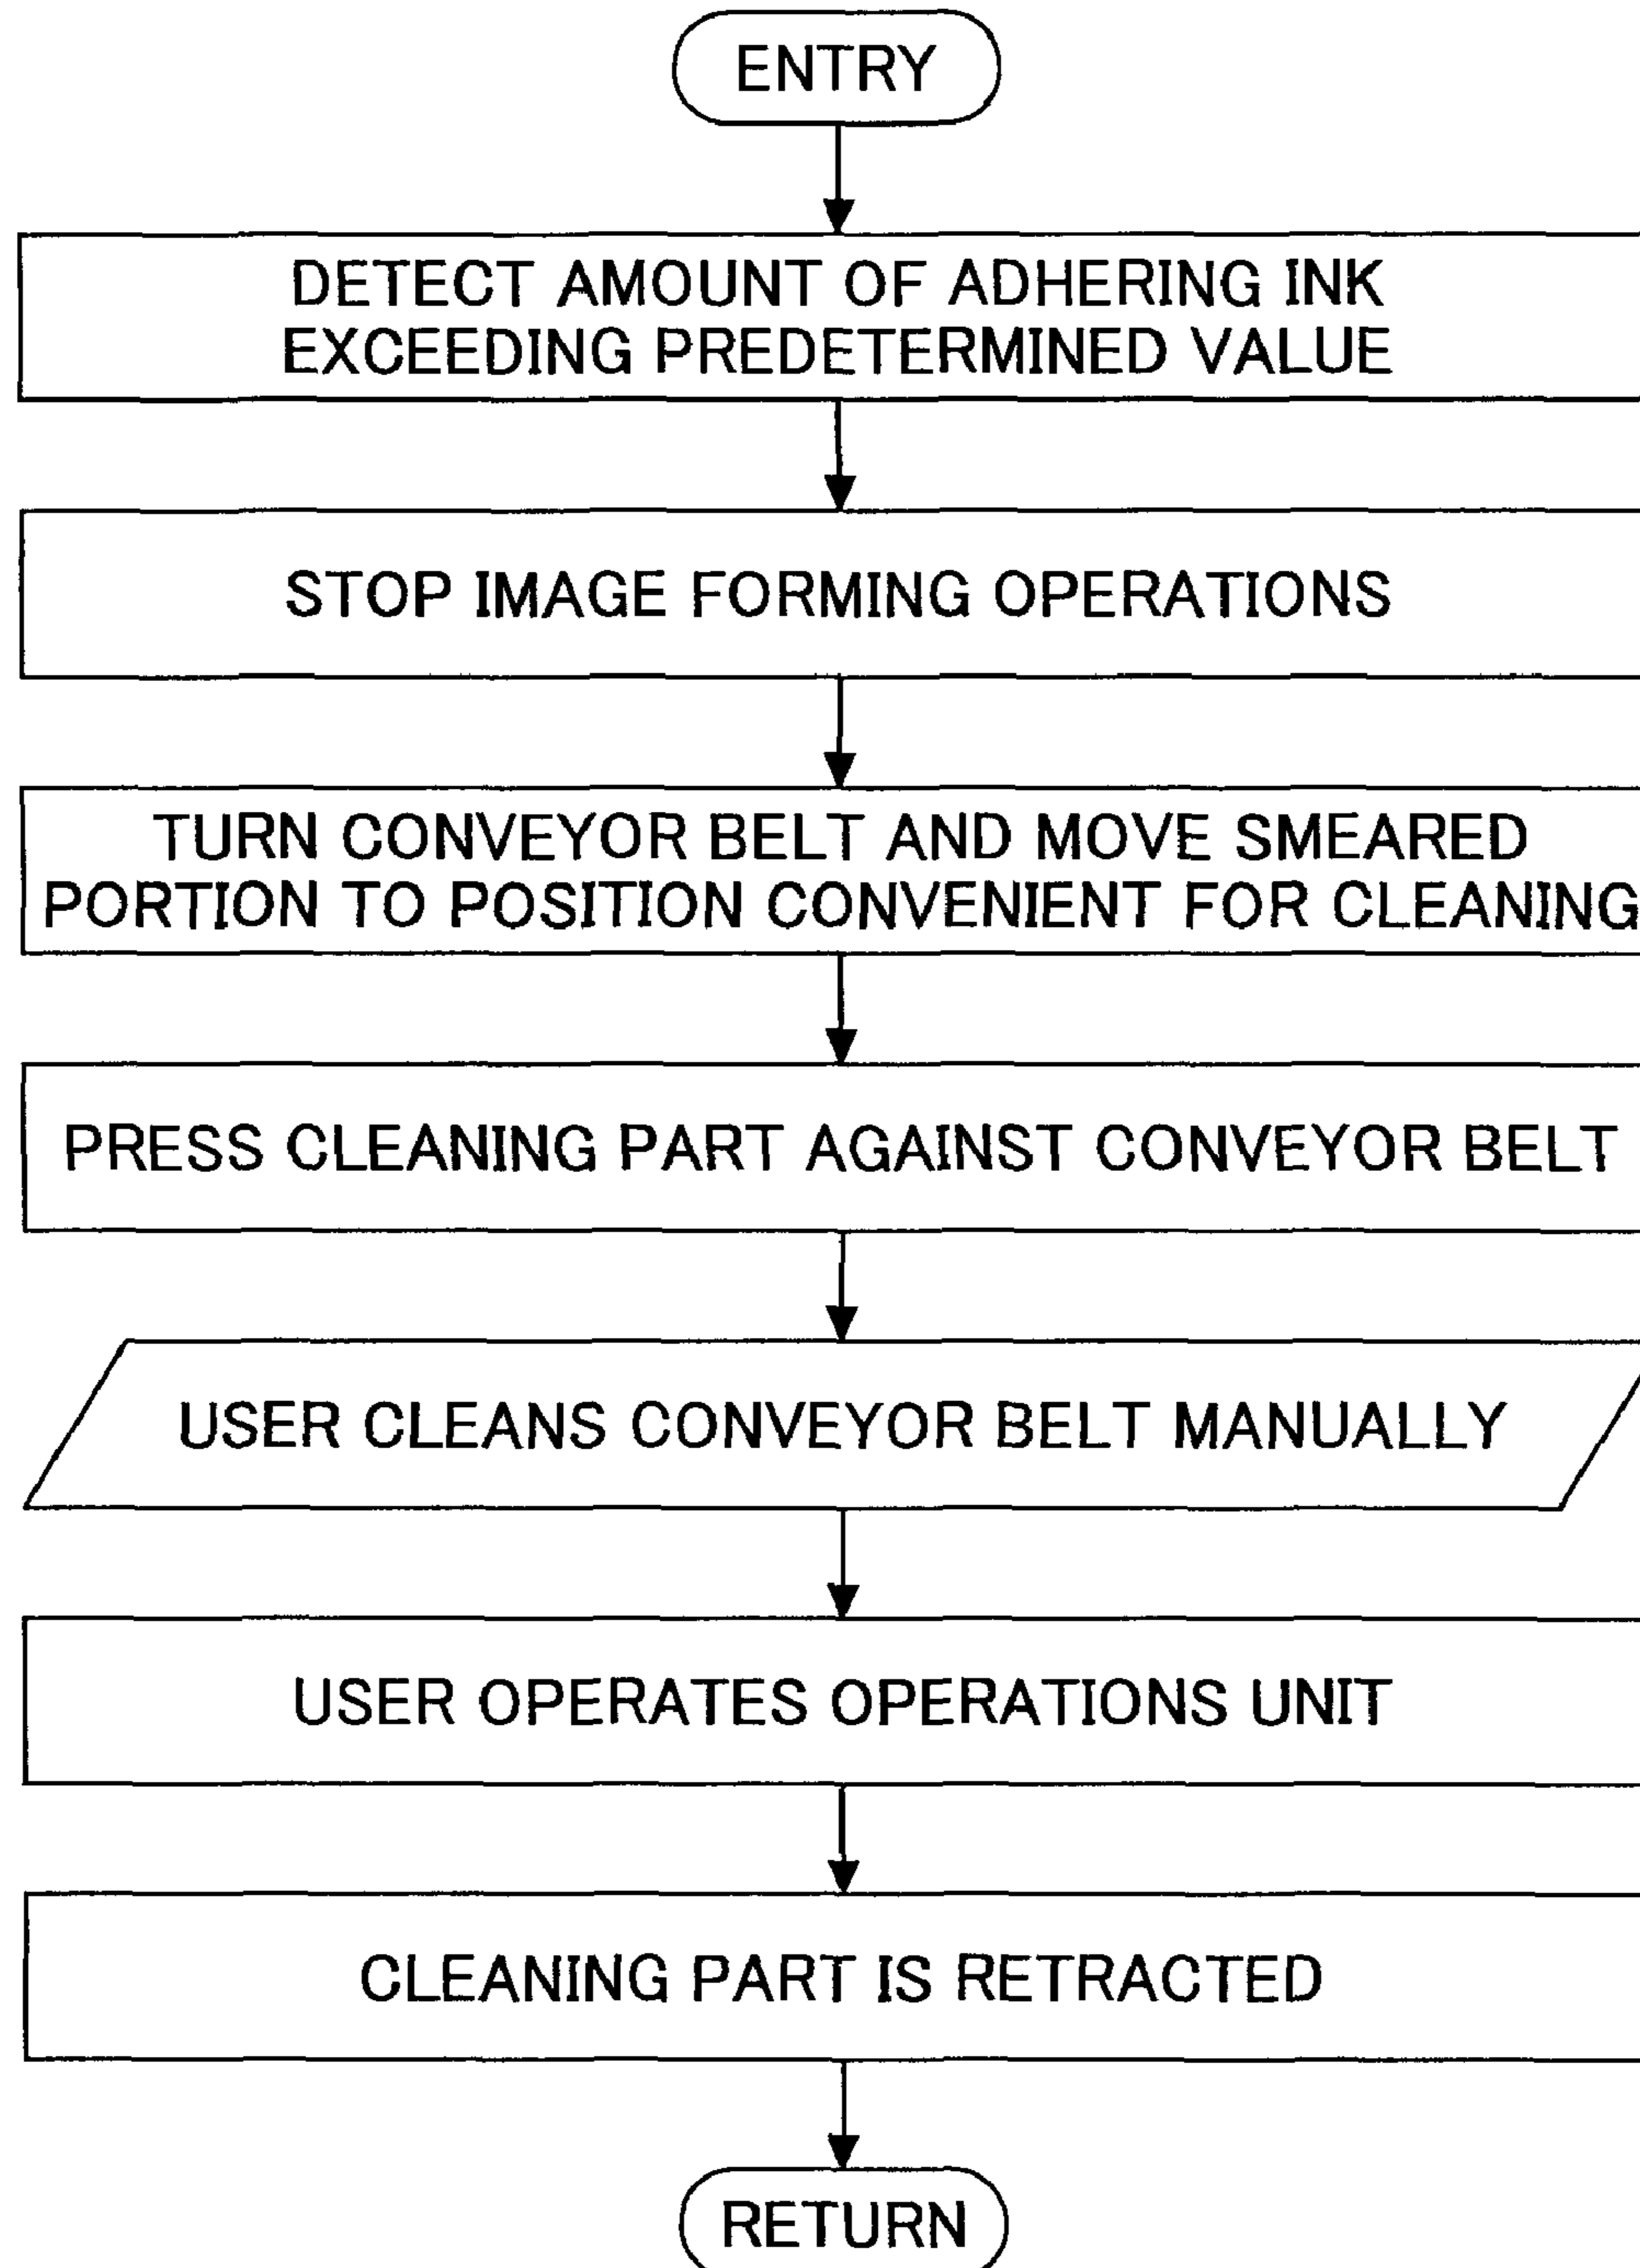 ENTRY
DETECT AMOUNT OF ADHERING INK
EXCEEDING PREDETERMINED VALUE
STOP IMAGE FORMING OPERATIONS
TURN CONVEYOR BELT AND MOVE SMEARED
PORTION TO POSITION CONVENIENT FOR CLEANING
PRESS CLEANING PART AGAINST CONVEYOR BELT
USER CLEANS CONVEYOR BELT MANUALLY
USER OPERATES OPERATIONS UNIT
CLEANING PART IS RETRACTED
RETURN